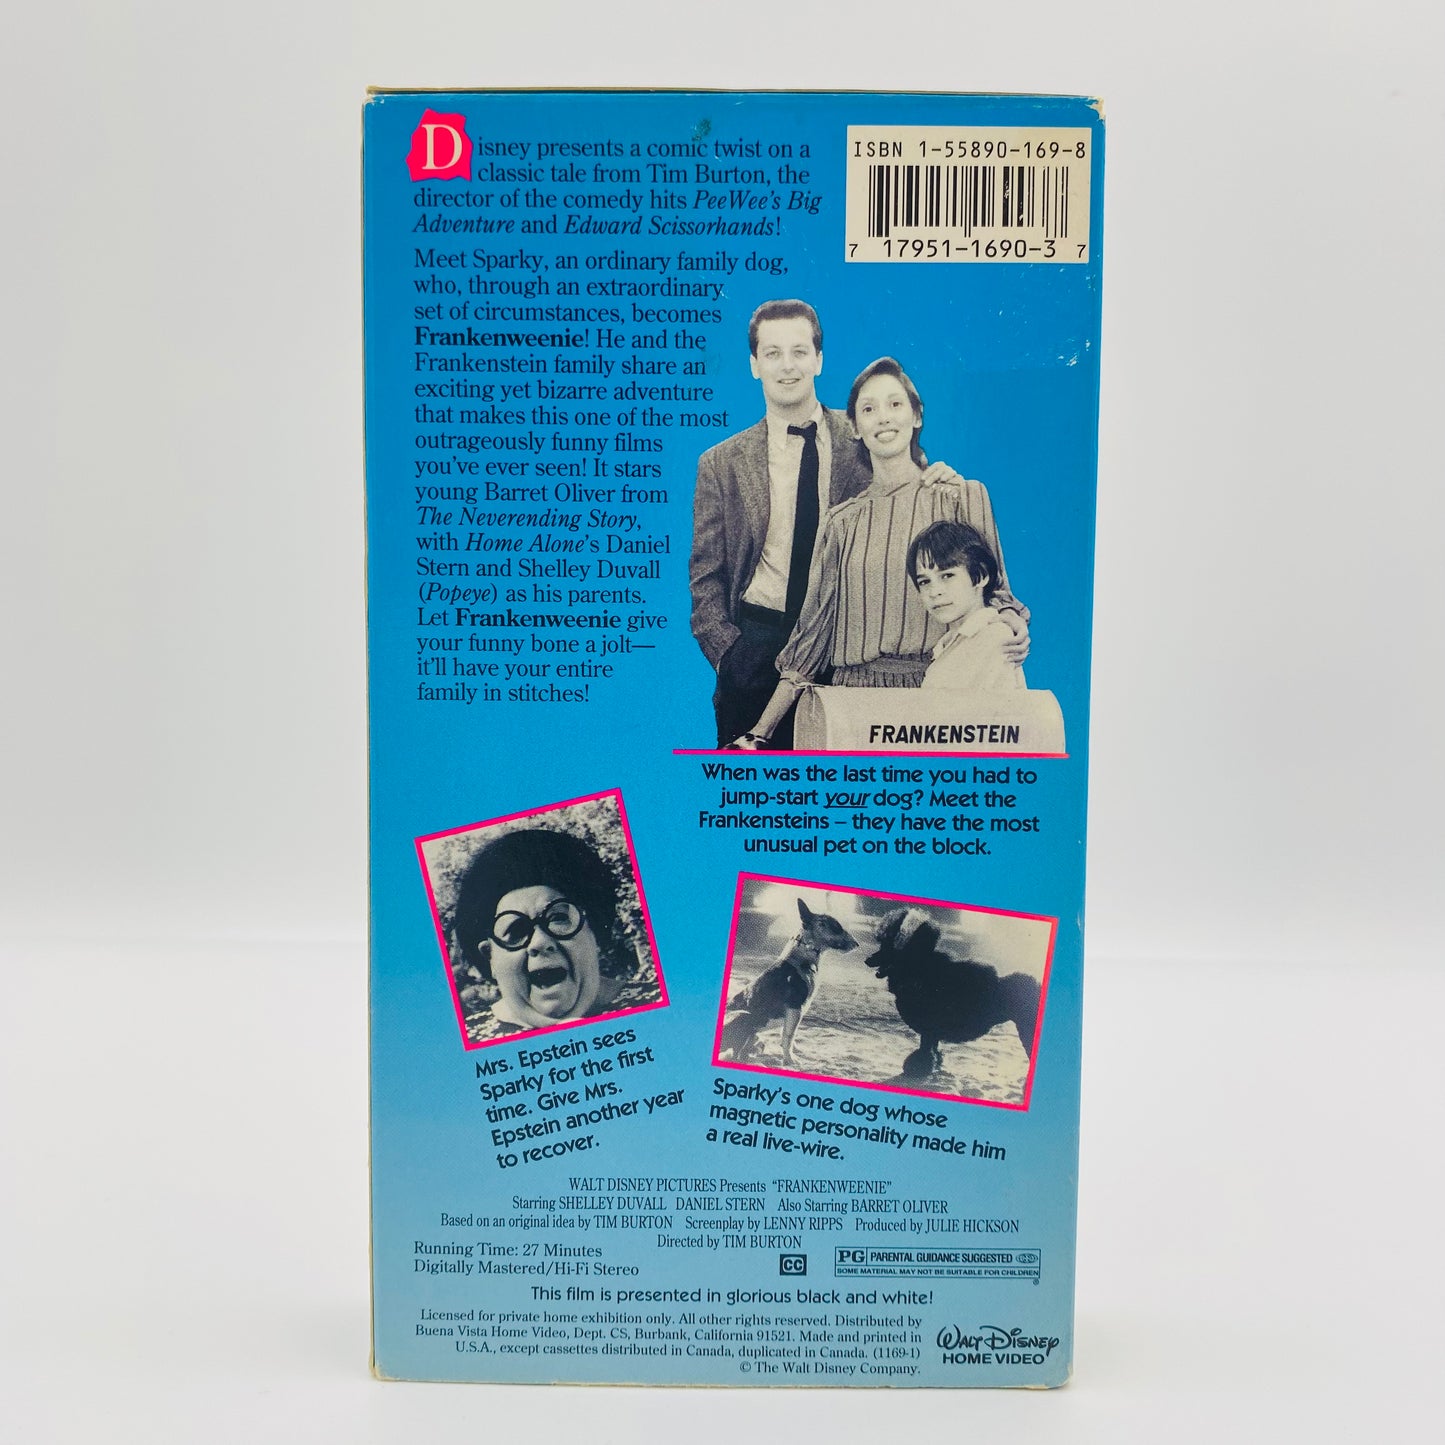 Disney presents a comic twist on a
classic tale from Tim Burton, the
director of the comedy hits PeeWee's Big
Adventure and Edward Scissorhands!
Meet Sparky, an ordinary family dog,
who, through an extraordinary
set of circumstances, becomes
Frankenweenie! He and the
Frankenstein family share an
exciting yet bizarre adventure
that makes this one of the most
outrageously funny films
you've ever seen! It stars
young Barret Oliver from
The Neverending Story,
with Home Alone's Daniel
Stern and Shelley Duvall
(Popeye) as his parents.
Let Frankenweenie give
your funny bone a jolt—
it'll have your entire
family in stitches!
ISBN 1-55890-169-8
7 17951-1690-3 7
FRANKENSTEIN
When was the last time you had to
jump-start your dog? Meet the
Frankensteins – they have the most
unusual pet on the block.
Mrs. Epstein sees
Sparky for the first
time. Give Mrs.
Epstein another year
to recover.
Sparky's one dog whose
magnetic personality made him
a real live-wire.
WALT DISNEY PICTURES Presents "FRANKENWEENIE"
Starring SHELLEY DUVALL DANIEL STERN Also Starring BARRET OLIVER
Based on an original idea by TIM BURTON Screenplay by LENNY RIPPS Produced by JULIE HICKSON
Directed by TIM BURTON
Running Time: 27 Minutes
Digitally Mastered/Hi-Fi Stereo
CC
PG PARENTAL GUIDANCE SUGGESTED
SOME MATERIAL MAY NOT BE SUITABLE FOR CHILDREN
®
This film is presented in glorious black and white!
Licensed for private home exhibition only. All other rights reserved. Distributed by
Buena Vista Home Video, Dept. CS, Burbank, California 91521. Made and printed in
U.S.A., except cassettes distributed in Canada, duplicated in Canada. (1169-1)
© The Walt Disney Company.
WALT DISNEY
HOME VIDEO